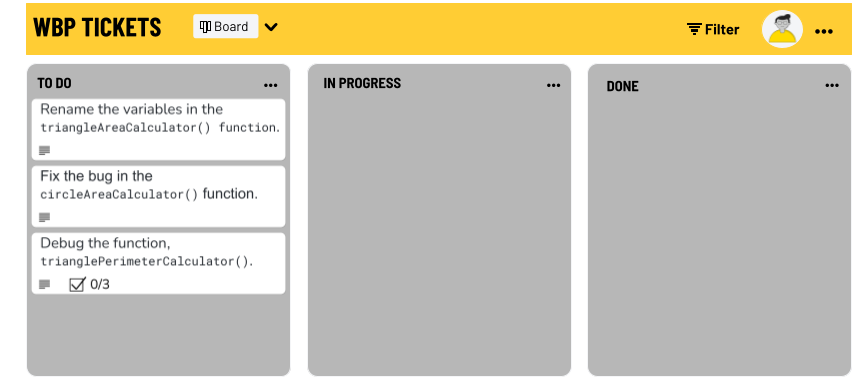 WBP TICKETS
Board
Filter
TO DO
Rename the variables in the
triangleAreaCalculator() function.
Fix the bug in the
circleAreaCalculator() function.
Debug the function,
trianglePerimeterCalculator().
0/3
IN PROGRESS
DONE